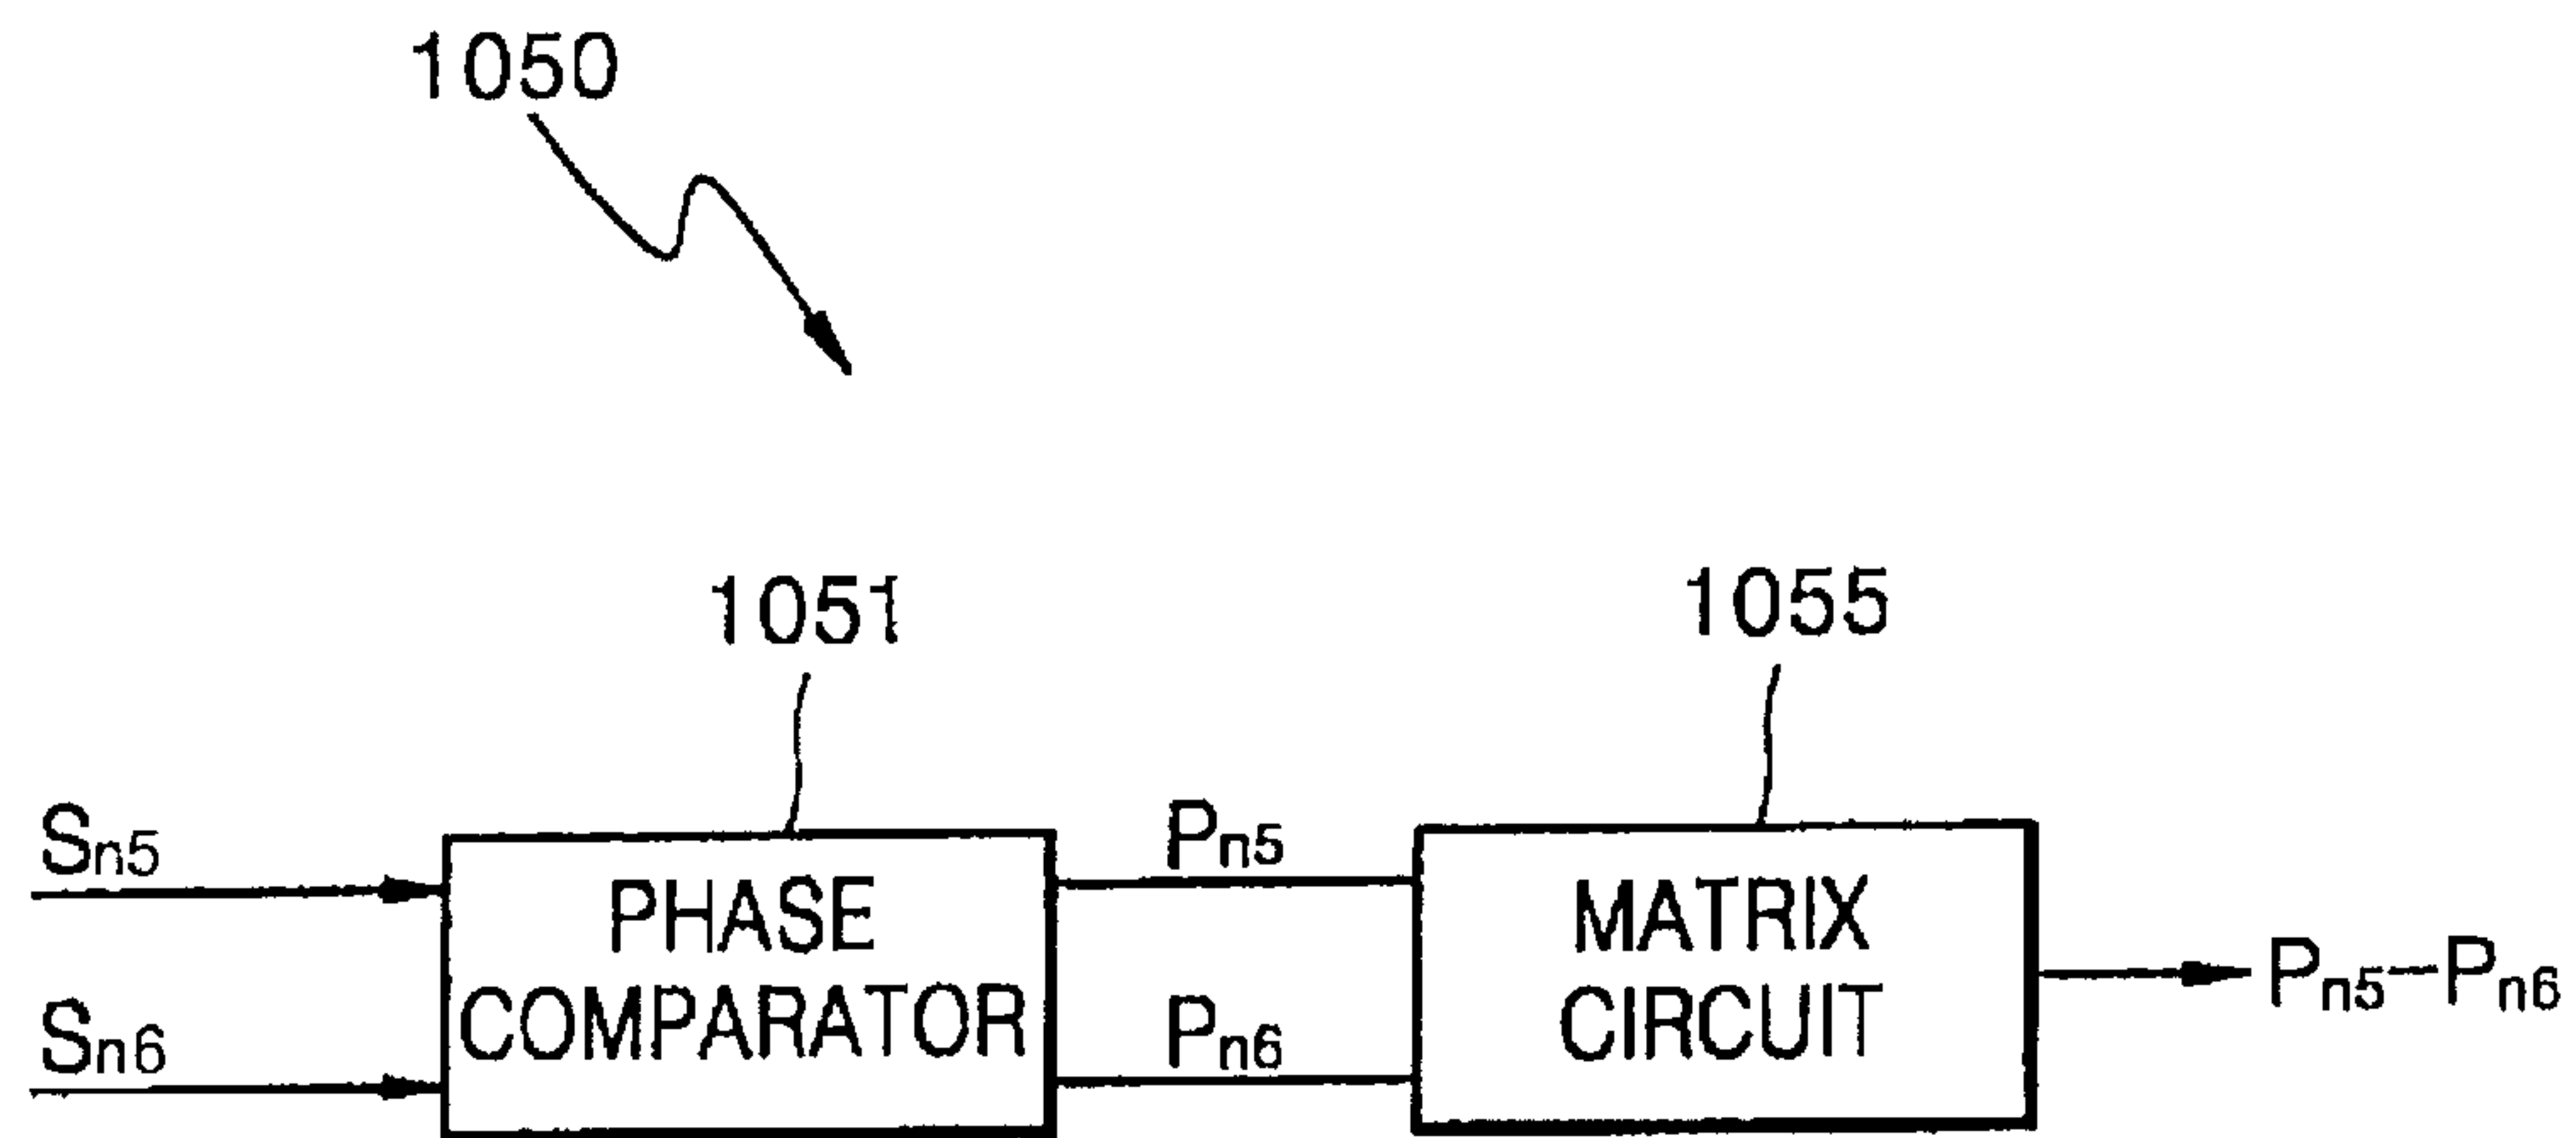 1050
1051
1055
Sn5
Sn6
PHASE
COMPARATOR
Pn5
Pn6
MATRIX
CIRCUIT
Pn5-Pn6